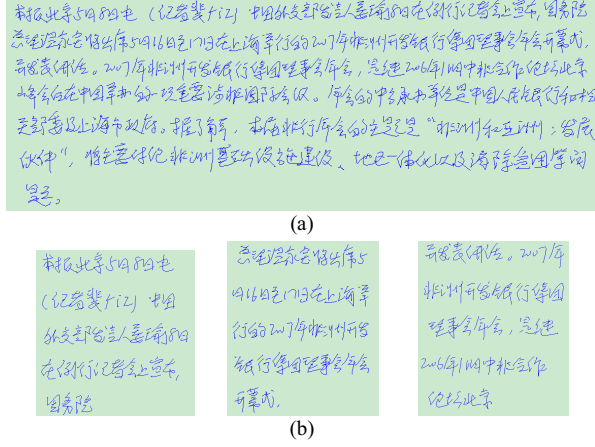 本报北京5月8日电 (记者裴广江) 中国外交部发言人姜瑜8日在例行记者会上宣布,国务院
总理温家宝将出席5月16日至17日在上海举行的2007年非洲开发银行集团理事会年会开幕式,
并发表讲话。2007年非洲开发银行集团理事会年会,是继2006年11月中非合作论坛北京
峰会后在中国举办的一项重要涉非国际会议。年会的中方承办单位是中国人民银行和相
关部委及上海市政府。据了解,本届非行年会的主题是“非洲和亚洲:发展
伙伴”,将主要讨论非洲基础设施建设、地区一体化以及消除贫困等问
题。
(a)
本报北京5月8日电
(记者裴广江) 中国
外交部发言人姜瑜8日
在例行记者会上宣布,
国务院
总理温家宝将出席5
月16日至17日在上海举
行的2007年非洲开发
银行集团理事会年会
开幕式,
并发表讲话。2007年
非洲开发银行集团
理事会年会,是继
2006年11月中非合作
论坛北京
(b)